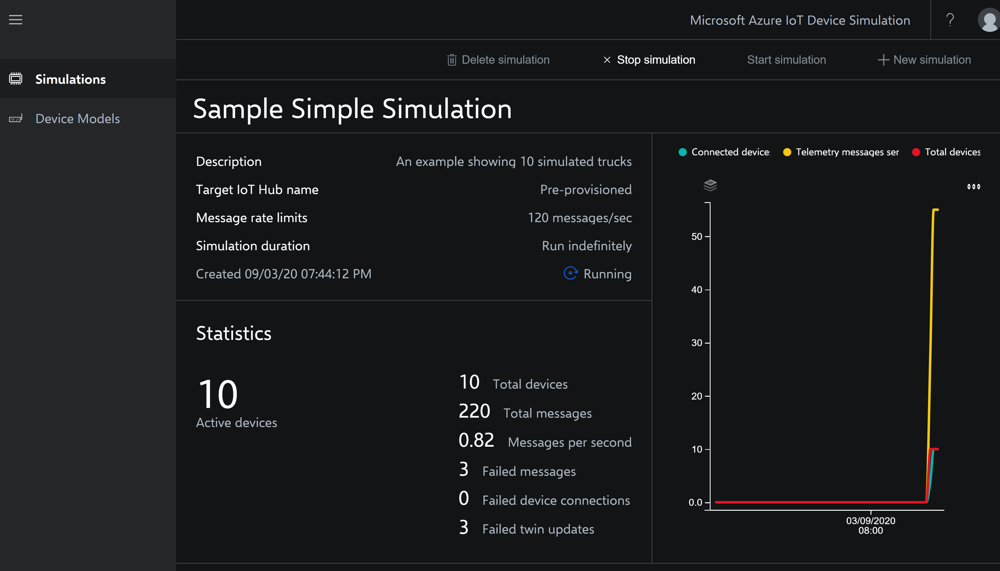 Microsoft Azure IoT Device Simulation ?
Delete simulation
Stop simulation
Start simulation
New simulation
Simulations
Device Models
Sample Simple Simulation
Description An example showing 10 simulated trucks
Target IoT Hub name Pre-provisioned
Message rate limits 120 messages/sec
Simulation duration Run indefinitely
Created 09/03/20 07:44:12 PM Running
Statistics
10
Active devices
10 Total devices
220 Total messages
0.82 Messages per second
3 Failed messages
0 Failed device connections
3 Failed twin updates
Connected device
Telemetry messages ser
Total devices
50
40
30
20
10
0.0
03/09/2020
08:00